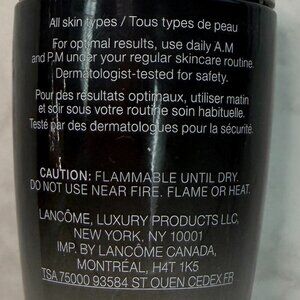 All skin types / Tous types de peau
For optimal results, use daily A.M
and P.M under your regular skincare routine.
Dermatologist-tested for safety.
Pour des résultats optimaux, utiliser matin
et soir sous votre routine soin habituelle.
Testé par des dermatologues pour la sécurité.
CAUTION: FLAMMABLE UNTIL DRY.
DO NOT USE NEAR FIRE. FLAME OR HEAT.
LANCÔME, LUXURY PRODUCTS LLC,
NEW YORK, NY 10001
IMP. BY LANCÔME CANADA,
MONTRÉAL, H4T 1K5
TSA 75000 93584 ST OUEN CEDEX FR